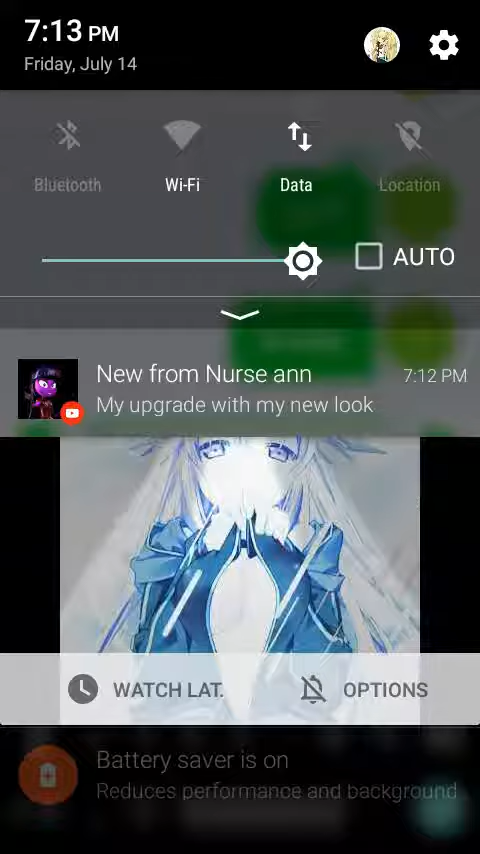 7:13 PM
Friday, July 14
Bluetooth
Wi-Fi
Data
Location
AUTO
New from Nurse ann
7:12 PM
My upgrade with my new look
WATCH LAT.
OPTIONS
Battery saver is on
Reduces performance and background